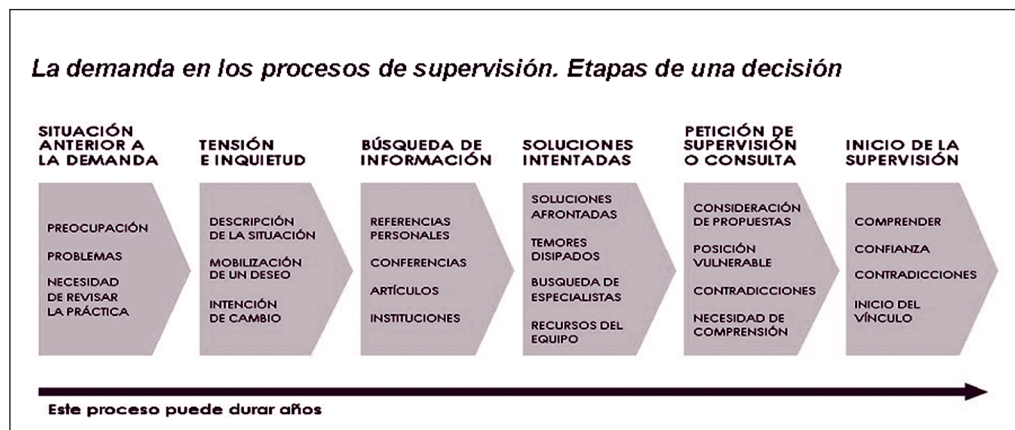 La demanda en los procesos de supervisión. Etapas de una decisión
SITUACIÓN
ANTERIOR A
LA DEMANDA
PREOCUPACIÓN
PROBLEMAS
NECESIDAD
DE REVISAR
LA PRÁCTICA
TENSIÓN
E INQUIETUD
DESCRIPCIÓN
DE LA SITUACIÓN
MOBILIZACIÓN
DE UN DESEO
INTENCIÓN
DE CAMBIO
BÚSQUEDA DE
INFORMACIÓN
REFERENCIAS
PERSONALES
CONFERENCIAS
ARTÍCULOS
INSTITUCIONES
SOLUCIONES
INTENTADAS
SOLUCIONES
AFRONTADAS
TEMORES
DISIPADOS
BUSQUEDA DE
ESPECIALISTAS
RECURSOS DEL
EQUIPO
PETICIÓN DE
SUPERVISIÓN
O CONSULTA
CONSIDERACIÓN
DE PROPUESTAS
POSICIÓN
VULNERABLE
CONTRADICCIONES
NECESIDAD DE
COMPRENSIÓN
INICIO DE LA
SUPERVISIÓN
COMPRENDER
CONFIANZA
CONTRADICCIONES
INICIO DEL
VÍNCULO
Este proceso puede durar años